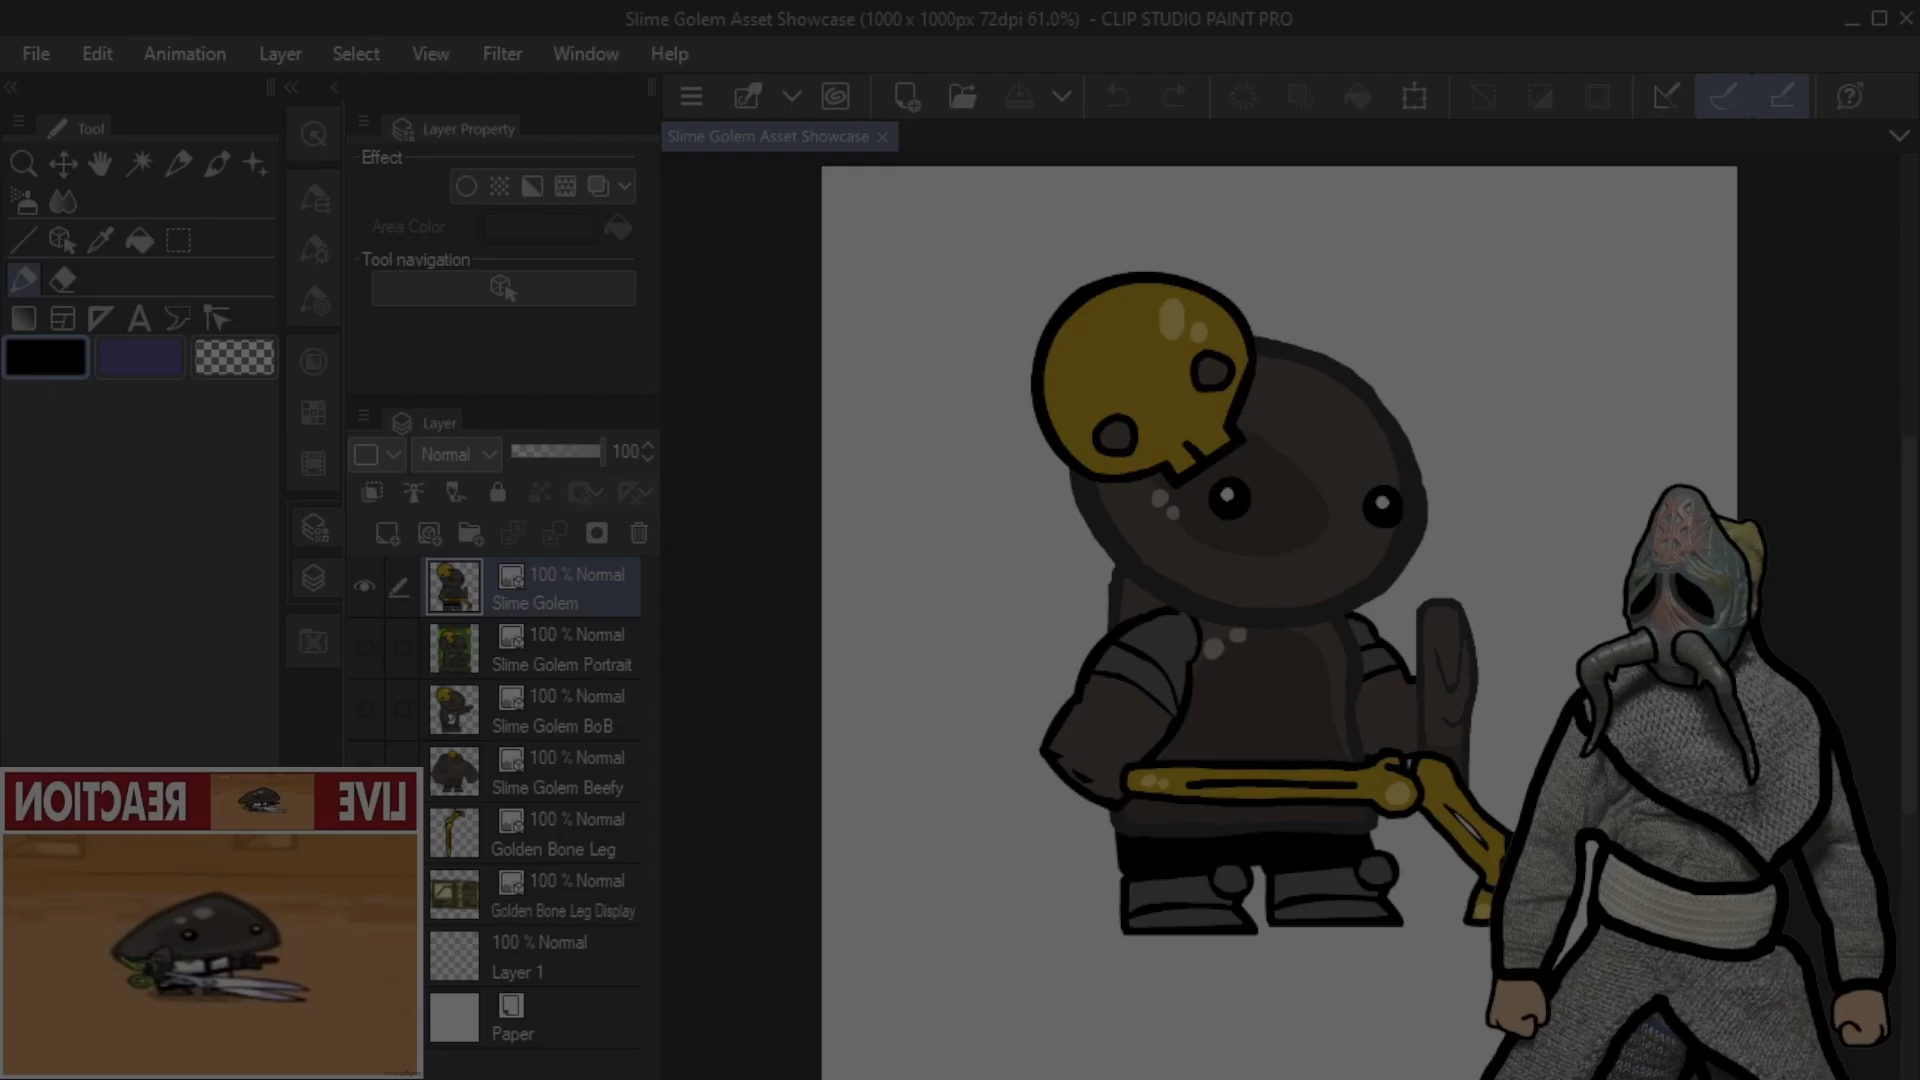 Slime Golem Asset Showcase (1000 x 1000px 72dpi 61.0%) - CLIP STUDIO PAINT PRO
File Edit Animation Layer Select View Filter Window Help
Tool
Layer Property
Slime Golem Asset Showcase
Effect
Area Color
Tool navigation
Layer
Normal 100
100 % Normal
Slime Golem
100 % Normal
Slime Golem Portrait
100 % Normal
Slime Golem BoB
100 % Normal
Slime Golem Beefy
LIVE REACTION
100 % Normal
Golden Bone Leg
100 % Normal
Golden Bone Leg Display
100 % Normal
Layer 1
Paper